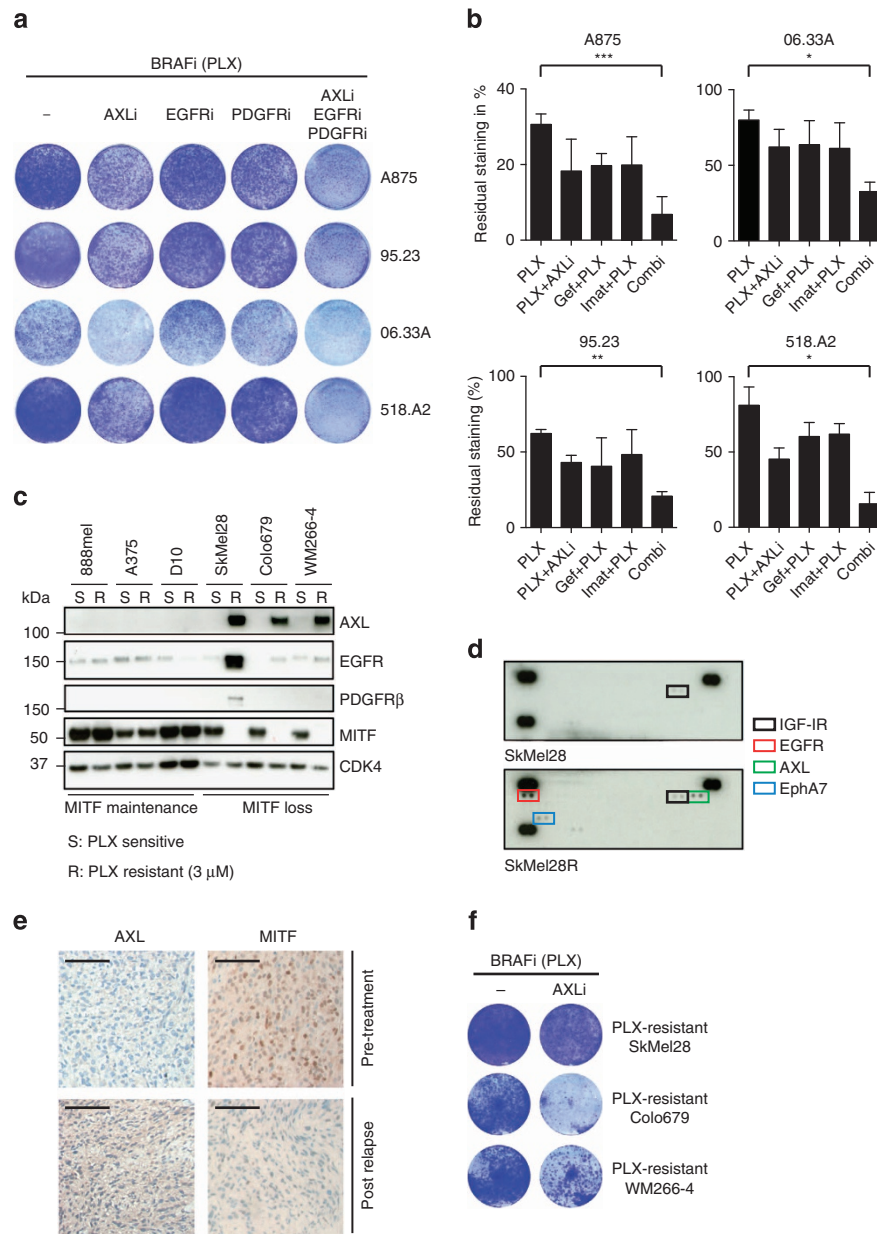 a
BRAFi (PLX)
– AXLi EGFRi PDGFRi AXLi EGFRi PDGFRi
A875
95.23
06.33A
518.A2
b
A875
***
Residual staining in %
40
20
0
PLX PLX+AXLi Gef+PLX Imat+PLX Combi
06.33A
*
100
50
0
PLX PLX+AXLi Gef+PLX Imat+PLX Combi
95.23
**
Residual staining (%)
100
50
0
PLX PLX+AXLi Gef+PLX Imat+PLX Combi
518.A2
*
100
50
0
PLX PLX+AXLi Gef+PLX Imat+PLX Combi
c
888mel A375 D10 SkMel28 Colo679 WM266-4
kDa S R S R S R S R S R S R
100 AXL
150 EGFR
150 PDGFRβ
50 MITF
37 CDK4
MITF maintenance MITF loss
S: PLX sensitive
R: PLX resistant (3 μM)
d
SkMel28
SkMel28R
IGF-IR
EGFR
AXL
EphA7
e
AXL MITF
Pre-treatment
Post relapse
f
BRAFi (PLX)
– AXLi
PLX-resistant
SkMel28
PLX-resistant
Colo679
PLX-resistant
WM266-4